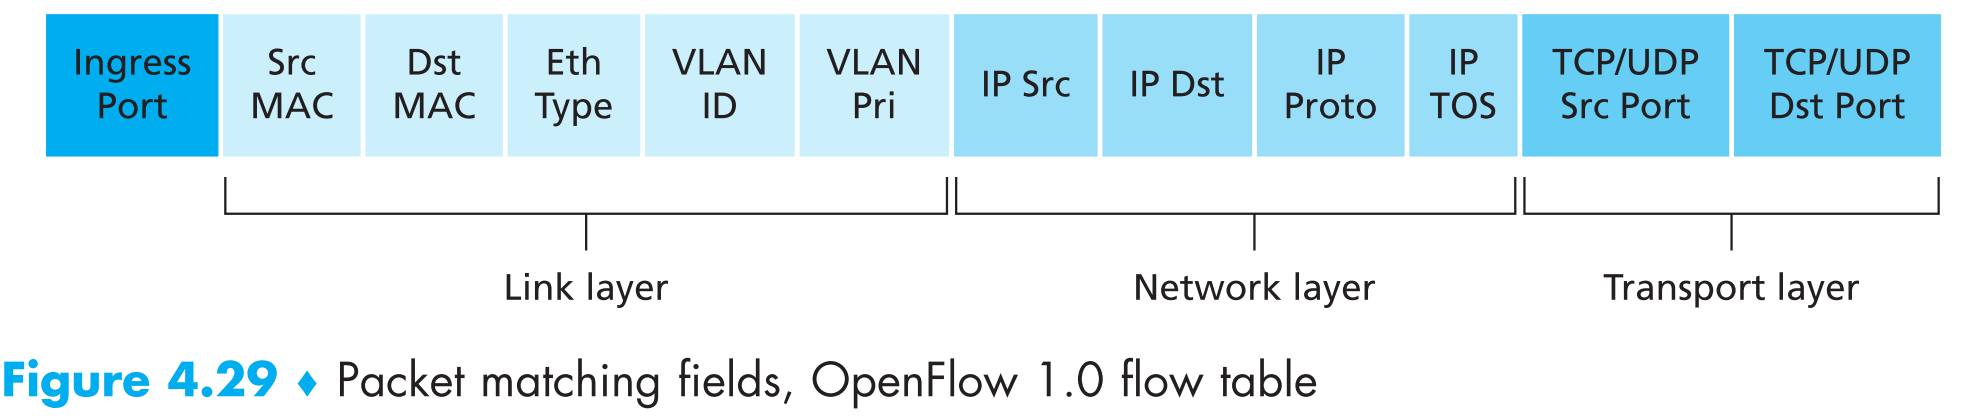 Ingress
Port
Src
MAC
Dst
MAC
Eth
Type
VLAN
ID
VLAN
Pri
IP Src
IP Dst
IP
Proto
IP
TOS
TCP/UDP
Src Port
TCP/UDP
Dst Port
Link layer
Network layer
Transport layer
Figure 4.29 ♦ Packet matching fields, OpenFlow 1.0 flow table